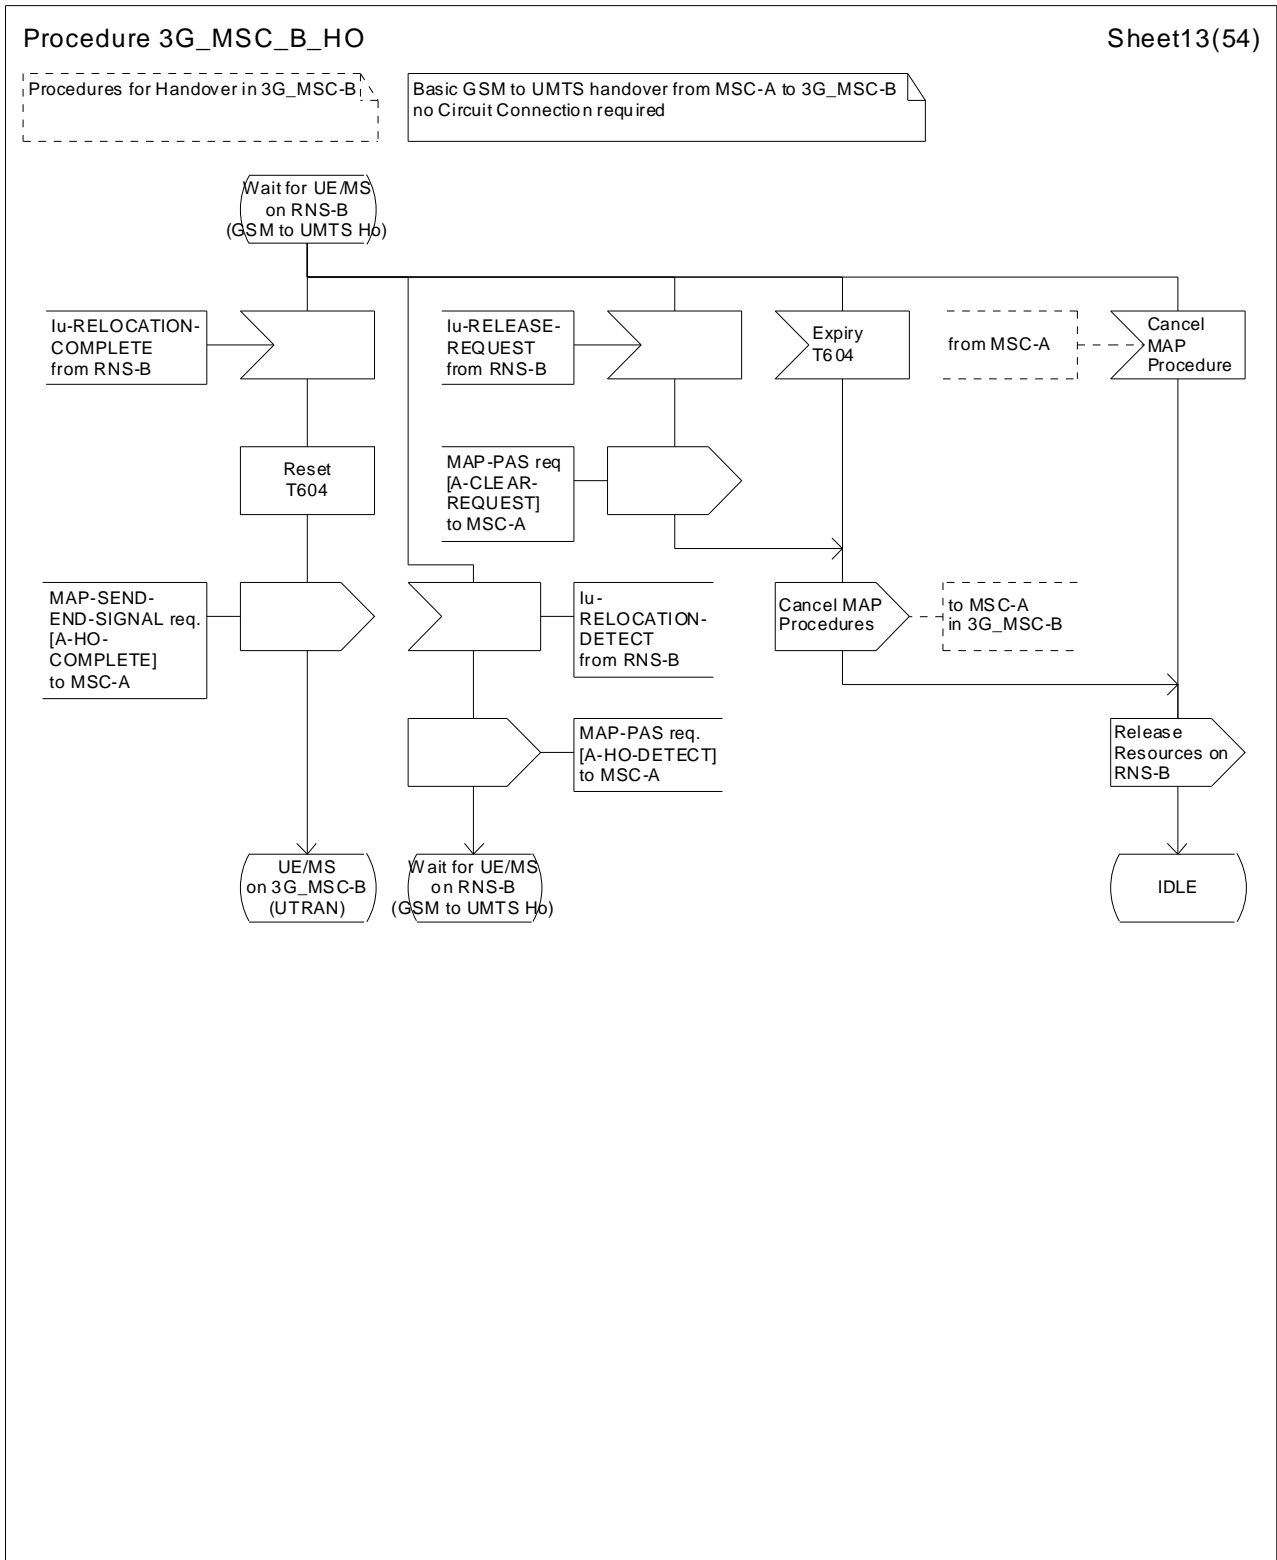 Procedure 3G_MSC_B_HO
Sheet13(54)
Procedures for Handover in 3G_MSC-B
Basic GSM to UMTS handover from MSC-A to 3G_MSC-B
no Circuit Connection required
Wait for UE/MS
on RNS-B
(GSM to UMTS Ho)
Iu-RELOCATION-
COMPLETE
from RNS-B
Iu-RELEASE-
REQUEST
from RNS-B
Expiry
T604
from MSC-A
Cancel
MAP
Procedure
Reset
T604
MAP-PAS req
[A-CLEAR-
REQUEST]
to MSC-A
MAP-SEND-
END-SIGNAL req.
[A-HO-
COMPLETE]
to MSC-A
Iu-
RELOCATION-
DETECT
from RNS-B
Cancel MAP
Procedures
to MSC-A
in 3G_MSC-B
MAP-PAS req.
[A-HO-DETECT]
to MSC-A
Release
Resources on
RNS-B
UE/MS
on 3G_MSC-B
(UTRAN)
Wait for UE/MS
on RNS-B
(GSM to UMTS Ho)
IDLE